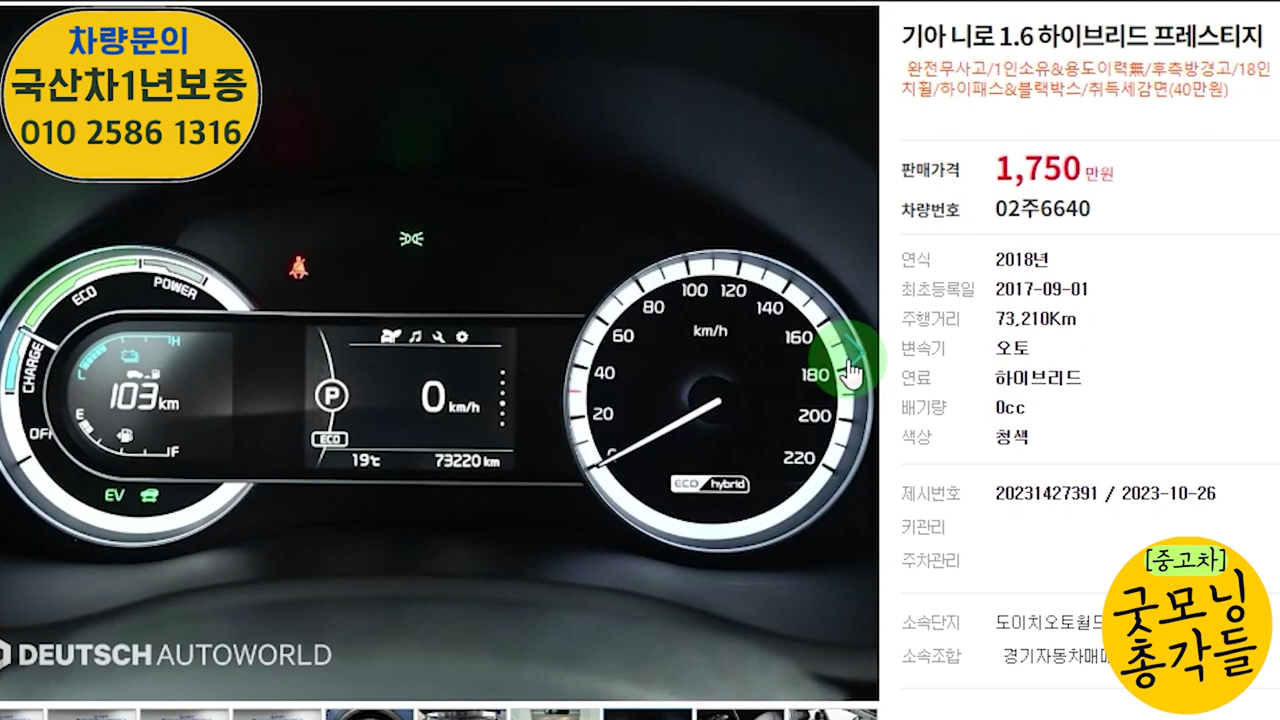 차량문의
국산차1년보증
010 2586 1316
ECO
POWER
CHARGE
OFF
H
L
103km
E
F
EV
P
ECO
0 km/h
19℃
73220 km
km/h
0
20
40
60
80
100
120
140
160
180
200
220
ECO hybrid
DEUTSCH AUTOWORLD
기아 니로 1.6 하이브리드 프레스티지
완전무사고/1인소유&용도이력無/후측방경고/18인
치휠/하이패스&블랙박스/취득세감면(40만원)
판매가격 1,750 만원
차량번호 02주6640
연식 2018년
최초등록일 2017-09-01
주행거리 73,210Km
변속기 오토
연료 하이브리드
배기량 0cc
색상 청색
제시번호 20231427391 / 2023-10-26
키관리
주차관리
소속단지 도이치오토월드
소속조합 경기자동차매매
[중고차]
굿모닝
총각들